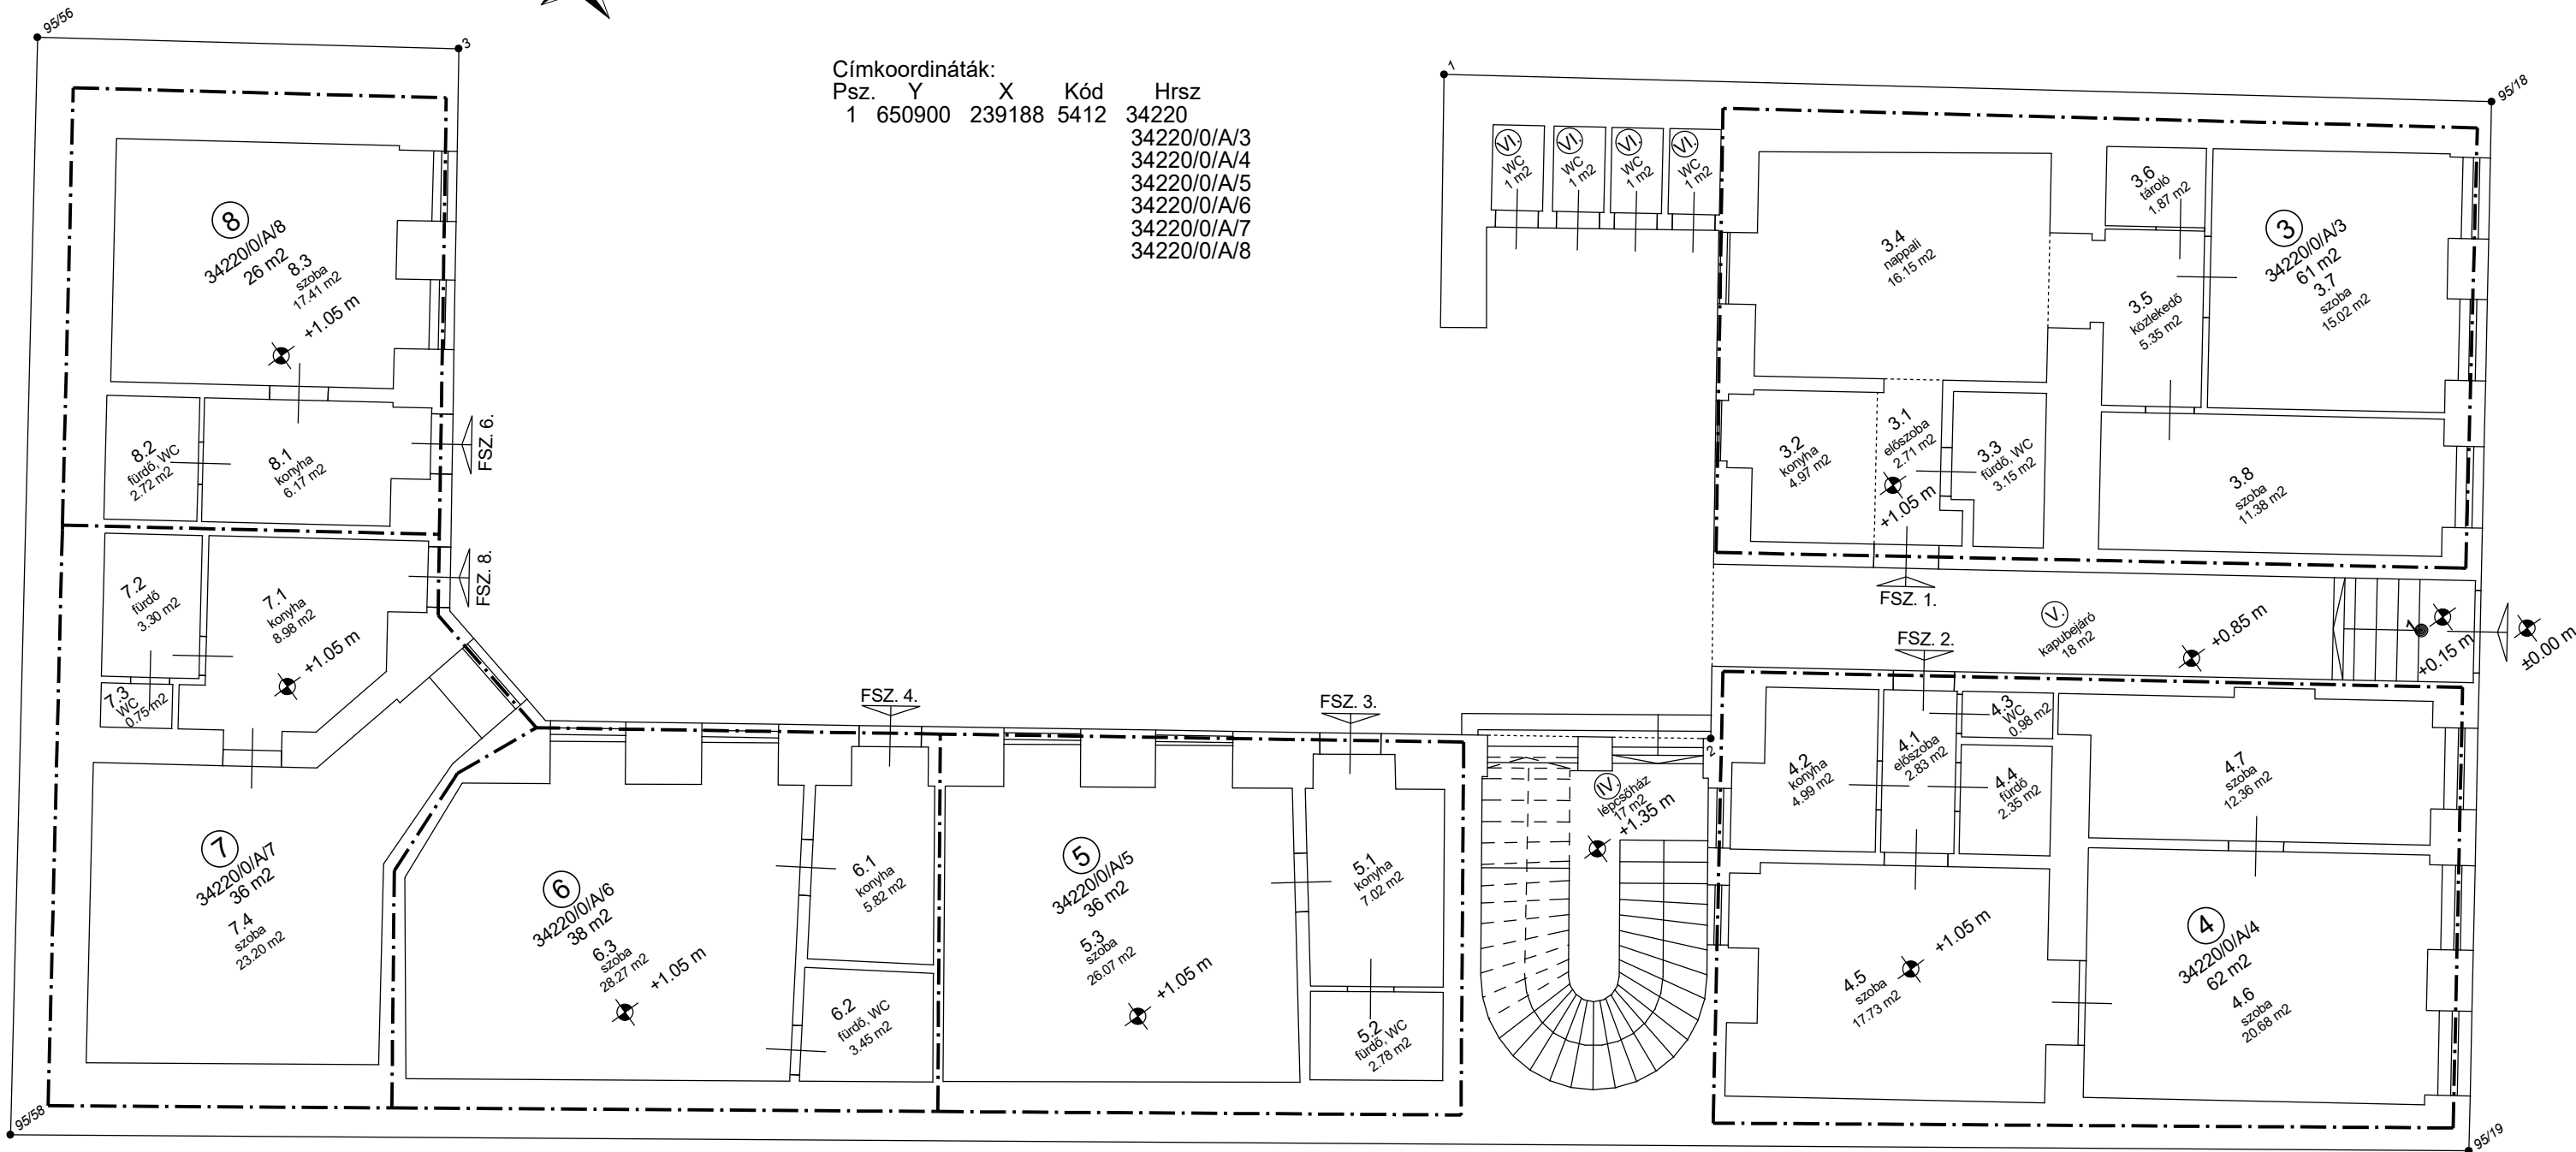 95/56
3
Címkoordináták:
Psz. Y X Kód Hrsz
1 650900 239188 5412 34220
34220/0/A/3
34220/0/A/4
34220/0/A/5
34220/0/A/6
34220/0/A/7
34220/0/A/8
1
95/18
VI.
WC
1 m2
VI.
WC
1 m2
VI.
WC
1 m2
VI.
WC
1 m2
8
34220/0/A/8
26 m2
8.3
szoba
17.41 m2
+1.05 m
8.2
fürdő, WC
2.72 m2
8.1
konyha
6.17 m2
FSZ. 6.
3.4
nappali
16.15 m2
3.6
tároló
1.87 m2
3
34220/0/A/3
61 m2
3.7
szoba
15.02 m2
3.5
közlekedő
5.35 m2
3.2
konyha
4.97 m2
3.1
előszoba
2.71 m2
+1.05 m
3.3
fürdő, WC
3.15 m2
3.8
szoba
11.38 m2
7.2
fürdő
3.30 m2
7.1
konyha
8.98 m2
+1.05 m
FSZ. 8.
7.3
WC
0.75 m2
FSZ. 1.
FSZ. 2.
V.
kapubejáró
18 m2
+0.85 m
1
+0.15 m
±0.00 m
FSZ. 4.
FSZ. 3.
2
7
34220/0/A/7
36 m2
7.4
szoba
23.20 m2
6
34220/0/A/6
38 m2
6.3
szoba
28.27 m2
+1.05 m
6.1
konyha
5.82 m2
6.2
fürdő, WC
3.45 m2
5
34220/0/A/5
36 m2
5.3
szoba
26.07 m2
+1.05 m
5.1
konyha
7.02 m2
5.2
fürdő, WC
2.78 m2
IV.
lépcsőház
17 m2
+1.35 m
4.2
konyha
4.99 m2
4.1
előszoba
2.83 m2
4.3
WC
0.98 m2
4.4
fürdő
2.35 m2
4.7
szoba
12.36 m2
4.5
szoba
17.73 m2
+1.05 m
4
34220/0/A/4
62 m2
4.6
szoba
20.68 m2
95/58
95/19